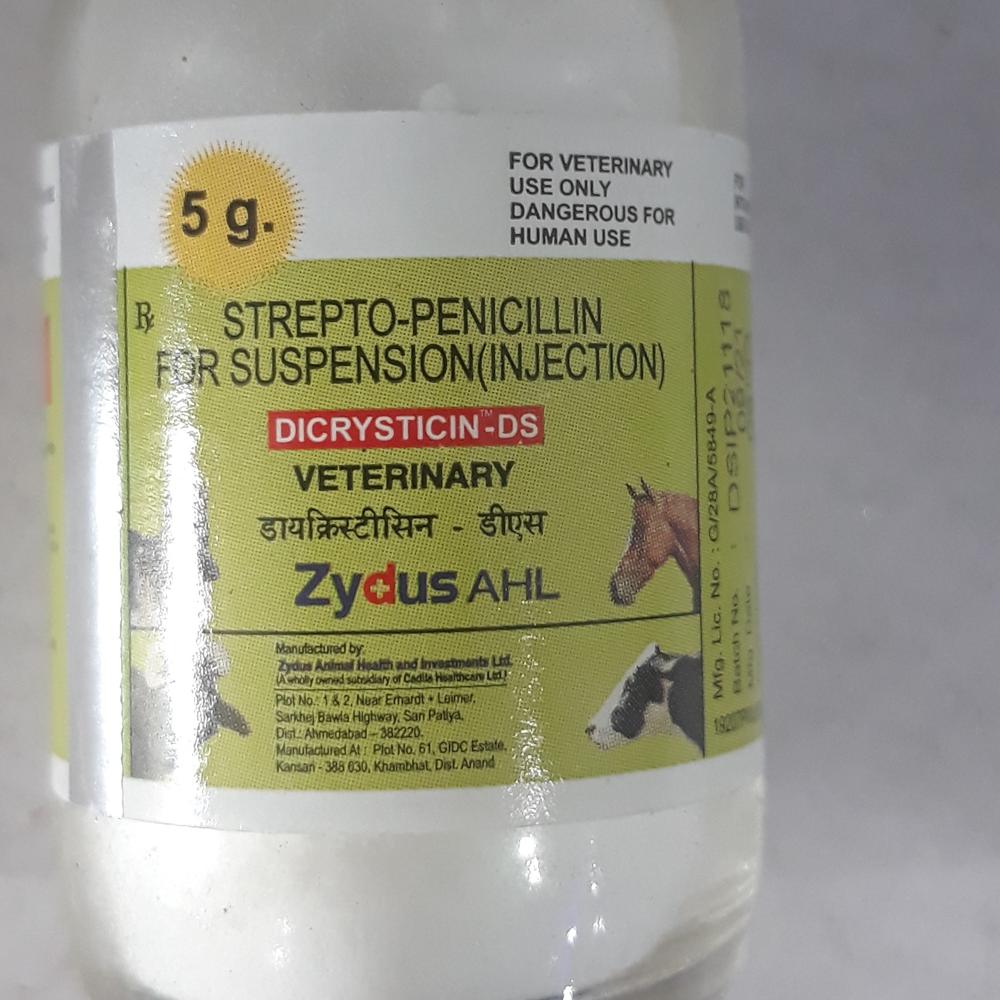 5 g.
FOR VETERINARY
USE ONLY
DANGEROUS FOR
HUMAN USE
℞
STREPTO-PENICILLIN
FOR SUSPENSION(INJECTION)
DICRYSTICIN™-DS
VETERINARY
डायक्रिस्टीसिन - डीएस
Zydus AHL
Manufactured by:
Zydus Animal Health and Investments Ltd.
(A wholly owned subsidiary of Cadila Healthcare Ltd.)
Plot No.: 1 & 2, Near Erhardt + Leimer,
Sarkhej Bawla Highway, Sari Patiya,
Dist.: Ahmedabad – 382220.
Manufactured At : Plot No. 61, GIDC Estate,
Kansari - 388 630, Khambhat, Dist. Anand
Mfg. Lic. No. : G/28A/5849-A
Batch No. :
Mfg. Date